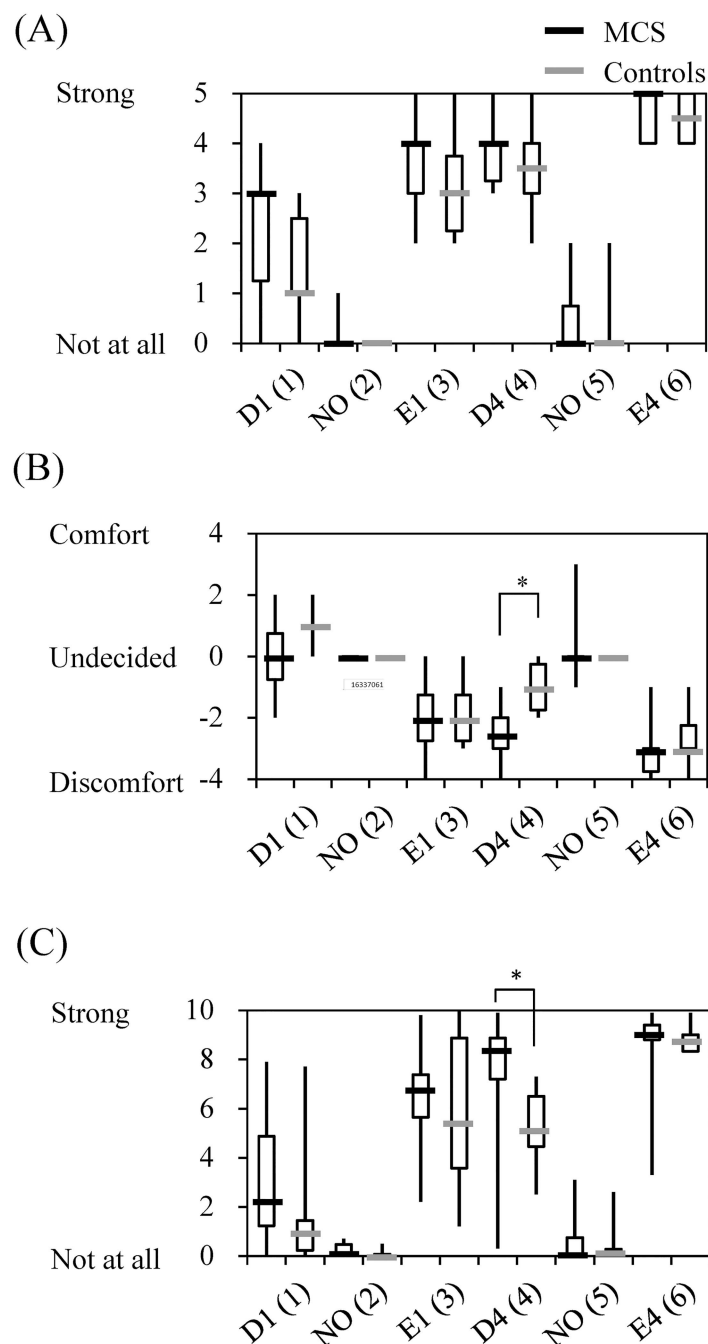 (A)
MCS
Controls
Strong
5
4
3
2
1
Not at all
0
D1 (1)
NO (2)
E1 (3)
D4 (4)
NO (5)
E4 (6)
(B)
Comfort
4
2
*
Undecided
0
16337061
-2
Discomfort
-4
D1 (1)
NO (2)
E1 (3)
D4 (4)
NO (5)
E4 (6)
(C)
Strong
10
*
8
6
4
2
Not at all
0
D1 (1)
NO (2)
E1 (3)
D4 (4)
NO (5)
E4 (6)